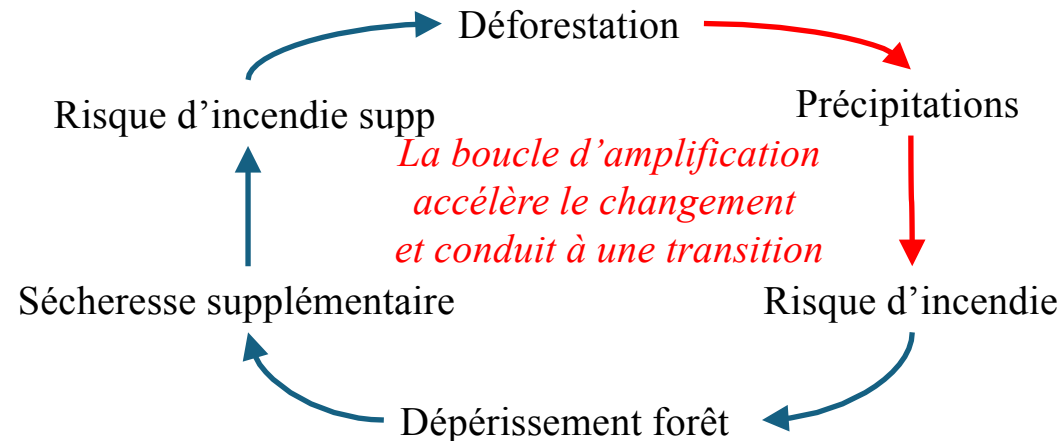 Déforestation
Précipitations
Risque d’incendie supp
La boucle d’amplification
accélère le changement
et conduit à une transition
Sécheresse supplémentaire
Risque d’incendie
Dépérissement forêt